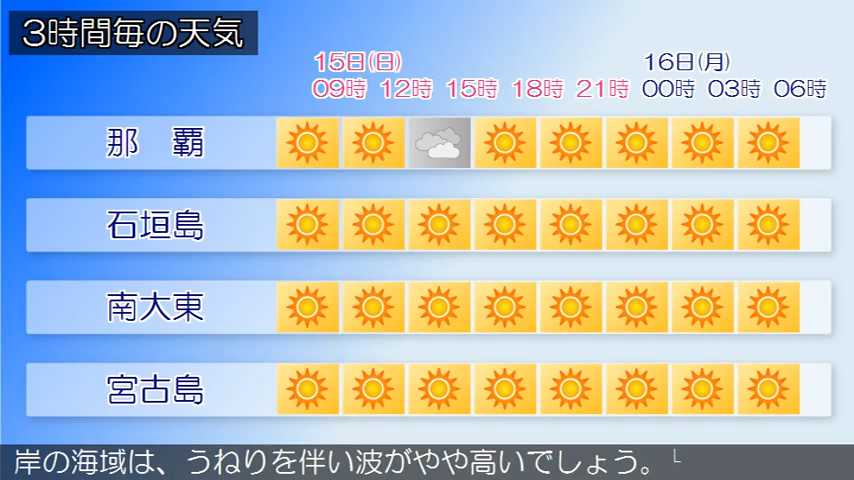 3時間毎の天気
15日(日) 16日(月)
09時 12時 15時 18時 21時 00時 03時 06時
那 覇
石垣島
南大東
宮古島
岸の海域は、うねりを伴い波がやや高いでしょう。